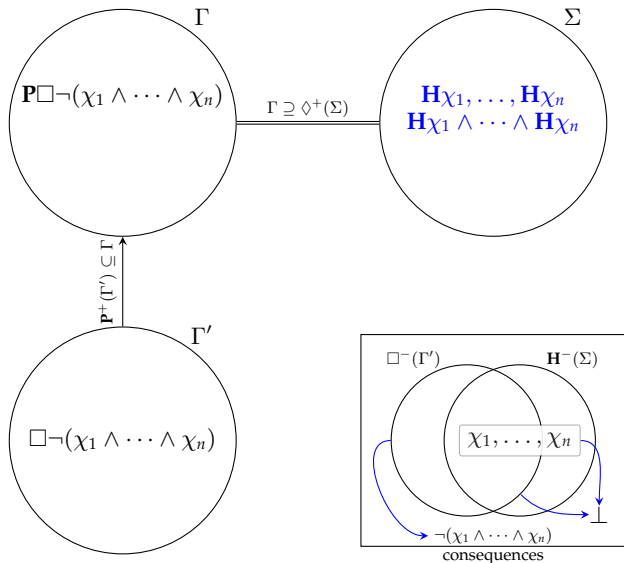 Γ
Σ
𝐏□¬(χ₁ ∧ ⋯ ∧ χₙ)
Γ ⊇ ◊⁺(Σ)
𝐇χ₁, . . . , 𝐇χₙ
𝐇χ₁ ∧ ⋯ ∧ 𝐇χₙ
𝐏⁺(Γ′) ⊆ Γ
Γ′
□¬(χ₁ ∧ ⋯ ∧ χₙ)
□⁻(Γ′)
𝐇⁻(Σ)
χ₁, . . . , χₙ
⊥
¬(χ₁ ∧ ⋯ ∧ χₙ)
consequences